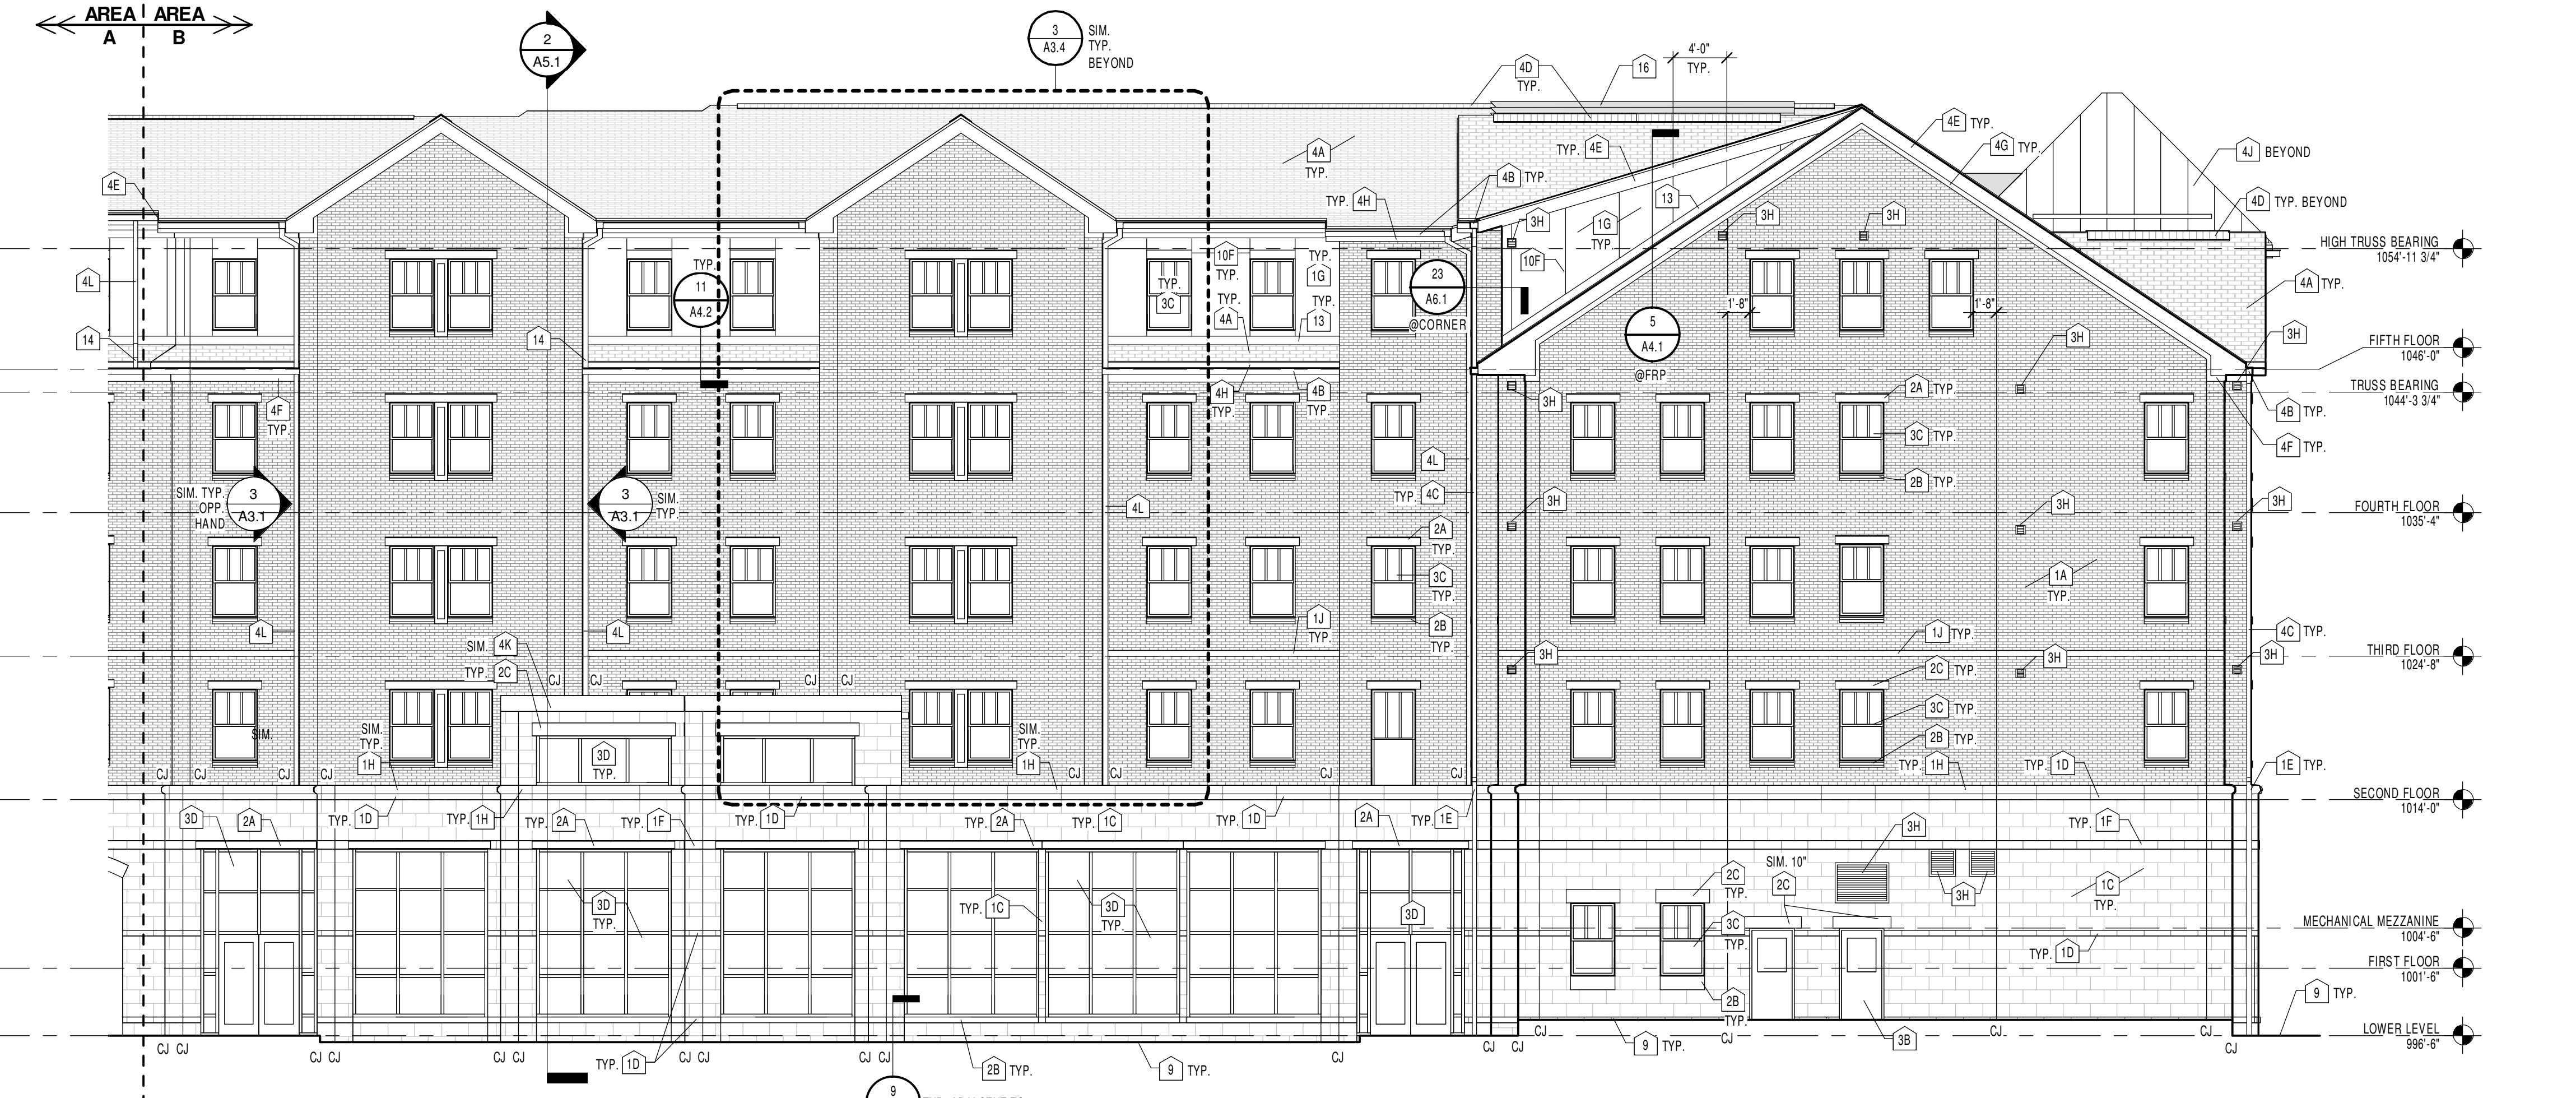 AREA AREA
A B
2
A5.1
3
A3.4
SIM.
TYP.
BEYOND
4D
TYP.
16
4'-0"
TYP.
4E TYP.
4G TYP.
4J BEYOND
4A
TYP.
TYP. 4E
4B TYP.
4E
TYP. 4H
13
4D TYP. BEYOND
3H
1G
TYP.
3H
3H
HIGH TRUSS BEARING
1054'-11 3/4"
TYP.
11
A4.2
10F
TYP.
TYP.
1G
10F
23
A6.1
@CORNER
4L
TYP.
3C
4A TYP.
TYP.
4A
TYP.
13
1'-8"
1'-8"
5
A4.1
@FRP
14
14
3H
3H
FIFTH FLOOR
1046'-0"
4H
TYP.
4B
TYP.
3H
2A TYP.
TRUSS BEARING
1044'-3 3/4"
4F
TYP.
4B TYP.
3C TYP.
4F TYP.
4L
2B TYP.
SIM. TYP.
OPP.
HAND
3
A3.1
3
A3.1
SIM.
TYP.
TYP. 4C
4L
3H
3H
3H
FOURTH FLOOR
1035'-4"
2A
TYP.
3C
TYP.
1A
TYP.
4L
4L
SIM. 4K
1J
TYP.
2B
TYP.
1J TYP.
4C TYP.
3H
3H
3H
THIRD FLOOR
1024'-8"
TYP. 2C
2C TYP.
CJ CJ CJ CJ
3C TYP.
SIM.
SIM.
TYP.
1H
3D
TYP.
SIM.
TYP.
1H
2B TYP.
CJ CJ CJ CJ CJ CJ CJ CJ
TYP. 1H
TYP. 1D
1E TYP.
SECOND FLOOR
1014'-0"
3D
2A
TYP. 1D
TYP. 1H
TYP. 2A
TYP. 1F
TYP. 1D
TYP. 2A
TYP. 1C
TYP. 1D
2A
TYP. 1E
3H
TYP. 1F
SIM. 10"
2C
TYP.
2C
3H
1C
TYP.
3D
TYP.
TYP. 1C
3D
TYP.
3D
3C
TYP.
MECHANICAL MEZZANINE
1004'-6"
TYP. 1D
FIRST FLOOR
1001'-6"
2B
TYP.
9 TYP.
LOWER LEVEL
996'-6"
CJ CJ CJ
3B
9 TYP.
CJ CJ CJ CJ CJ CJ CJ CJ CJ CJ CJ CJ CJ CJ
TYP. 1D
2B TYP.
9 TYP.
9